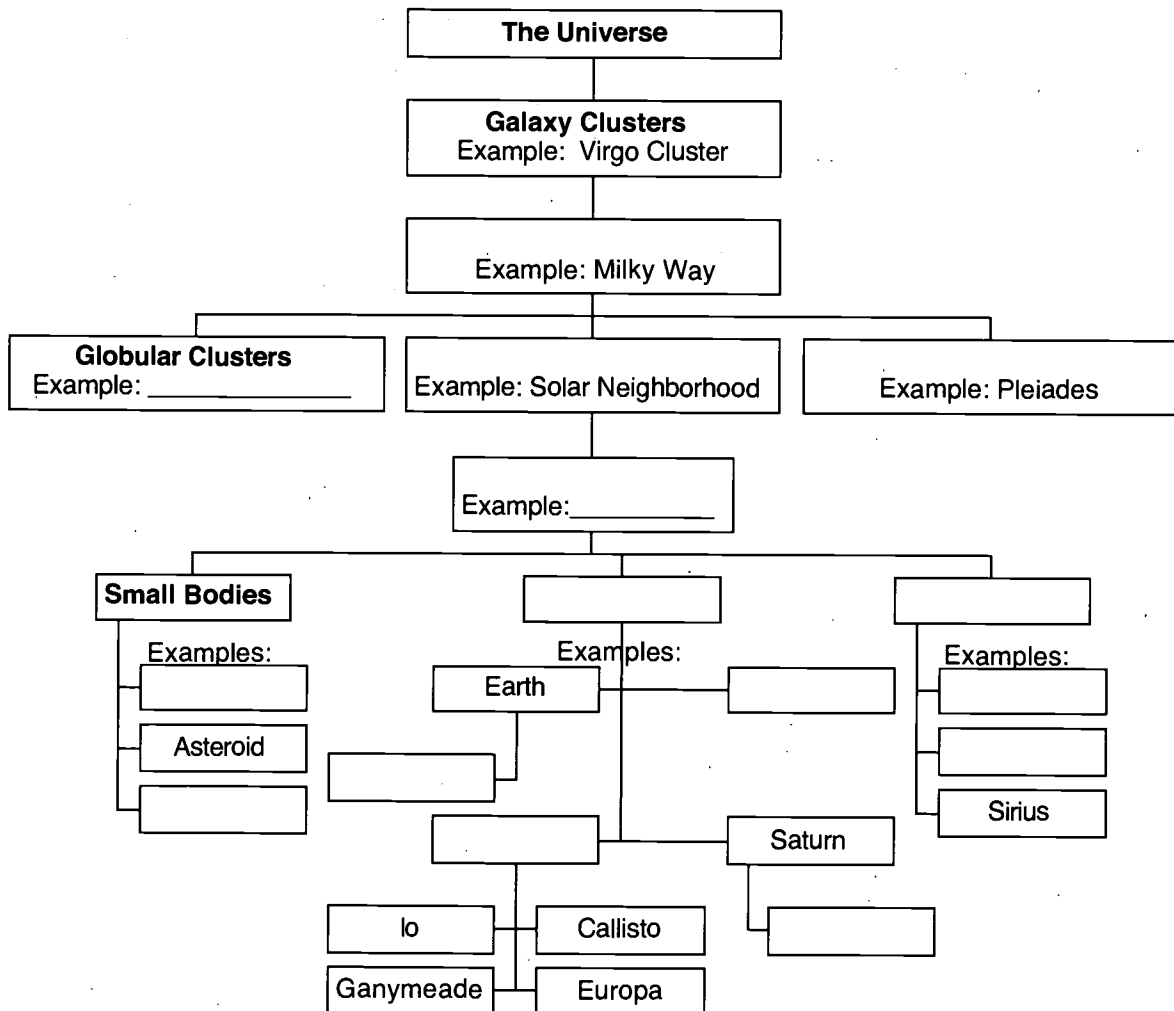 The Universe
Galaxy Clusters
Example: Virgo Cluster
Example: Milky Way
Globular Clusters
Example: ______________
Example: Solar Neighborhood
Example: Pleiades
Example:__________
Small Bodies
Examples:
Examples:
Examples:
Earth
Asteroid
Sirius
Saturn
Io
Callisto
Ganymeade
Europa